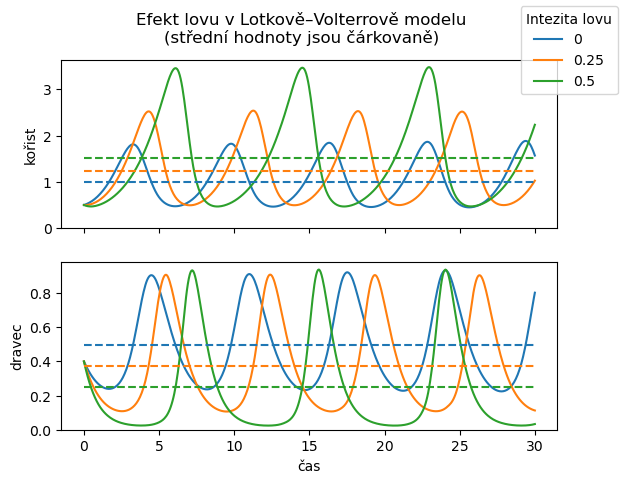 Efekt lovu v Lotkově–Volterrově modelu
(střední hodnoty jsou čárkovaně)
Intezita lovu
0
0.25
0.5
kořist
3
2
1
0
dravec
0.8
0.6
0.4
0.2
0.0
0 5 10 15 20 25 30
čas